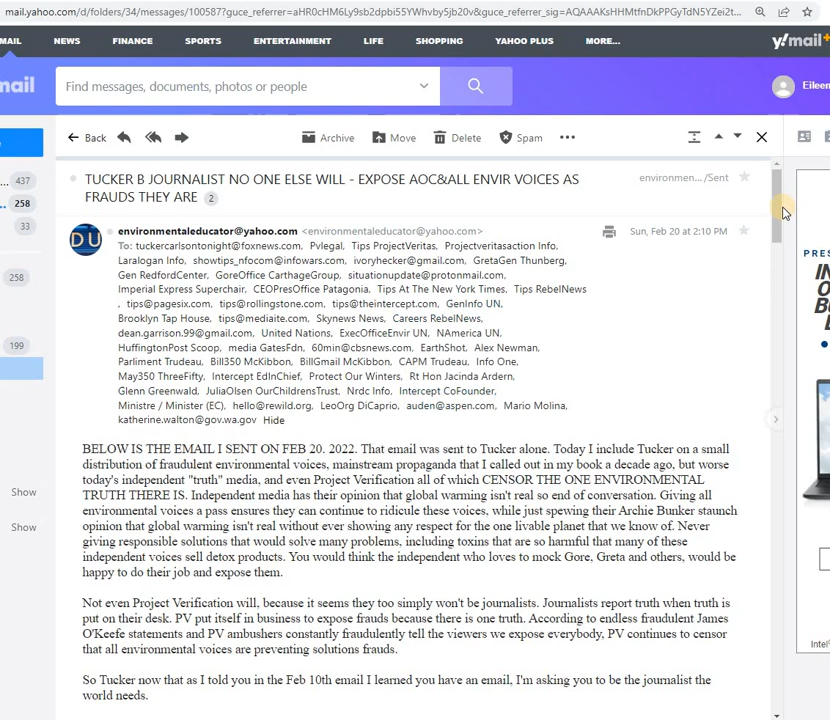 mail.yahoo.com/d/folders/34/messages/100587?guce_referrer=aHR0cHM6Ly9sb2dpbi55YWhvby5jb20v&guce_referrer_sig=AQAAAKsHHMtfnDkPPGyTdN5YZei2t...
MAIL NEWS FINANCE SPORTS ENTERTAINMENT LIFE SHOPPING YAHOO PLUS MORE... y!mail+
mail Find messages, documents, photos or people Eileen
Back Archive Move Delete Spam
437
258
33
258
199
Show
Show
TUCKER B JOURNALIST NO ONE ELSE WILL - EXPOSE AOC&ALL ENVIR VOICES AS environmen.../Sent
FRAUDS THEY ARE 2
DU environmentaleducator@yahoo.com <environmentaleducator@yahoo.com> Sun, Feb 20 at 2:10 PM
To: tuckercarlsontonight@foxnews.com, Pvlegal, Tips ProjectVeritas, Projectveritasaction Info,
Laralogan Info, showtips_nfocom@infowars.com, ivoryhecker@gmail.com, GretaGen Thunberg,
Gen RedfordCenter, GoreOffice CarthageGroup, situationupdate@protonmail.com,
Imperial Express Superchair, CEOPresOffice Patagonia, Tips At The New York Times, Tips RebelNews
, tips@pagesix.com, tips@rollingstone.com, tips@theintercept.com, GenInfo UN,
Brooklyn Tap House, tips@mediaite.com, Skynews News, Careers RebelNews,
dean.garrison.99@gmail.com, United Nations, ExecOfficeEnvir UN, NAmerica UN,
HuffingtonPost Scoop, media GatesFdn, 60min@cbsnews.com, EarthShot, Alex Newman,
Parliment Trudeau, Bill350 McKibbon, BillGmail McKibbon, CAPM Trudeau, Info One,
May350 ThreeFifty, Intercept EdInChief, Protect Our Winters, Rt Hon Jacinda Ardern,
Glenn Greenwald, JuliaOlsen OurChildrensTrust, Nrdc Info, Intercept CoFounder,
Ministre / Minister (EC), hello@rewild.org, LeoOrg DiCaprio, auden@aspen.com, Mario Molina,
katherine.walton@gov.wa.gov Hide
BELOW IS THE EMAIL I SENT ON FEB 20. 2022. That email was sent to Tucker alone. Today I include Tucker on a small
distribution of fraudulent environmental voices, mainstream propaganda that I called out in my book a decade ago, but worse
today's independent "truth" media, and even Project Verification all of which CENSOR THE ONE ENVIRONMENTAL
TRUTH THERE IS. Independent media has their opinion that global warming isn't real so end of conversation. Giving all
environmental voices a pass ensures they can continue to ridicule these voices, while just spewing their Archie Bunker staunch
opinion that global warming isn't real without ever showing any respect for the one livable planet that we know of. Never
giving responsible solutions that would solve many problems, including toxins that are so harmful that many of these
independent voices sell detox products. You would think the independent who loves to mock Gore, Greta and others, would be
happy to do their job and expose them.
Not even Project Verification will, because it seems they too simply won't be journalists. Journalists report truth when truth is
put on their desk. PV put itself in business to expose frauds because there is one truth. According to endless fraudulent James
O'Keefe statements and PV ambushers constantly fraudulently tell the viewers we expose everybody, PV continues to censor
that all environmental voices are preventing solutions frauds.
So Tucker now that as I told you in the Feb 10th email I learned you have an email, I'm asking you to be the journalist the
world needs.
PRES
Intel